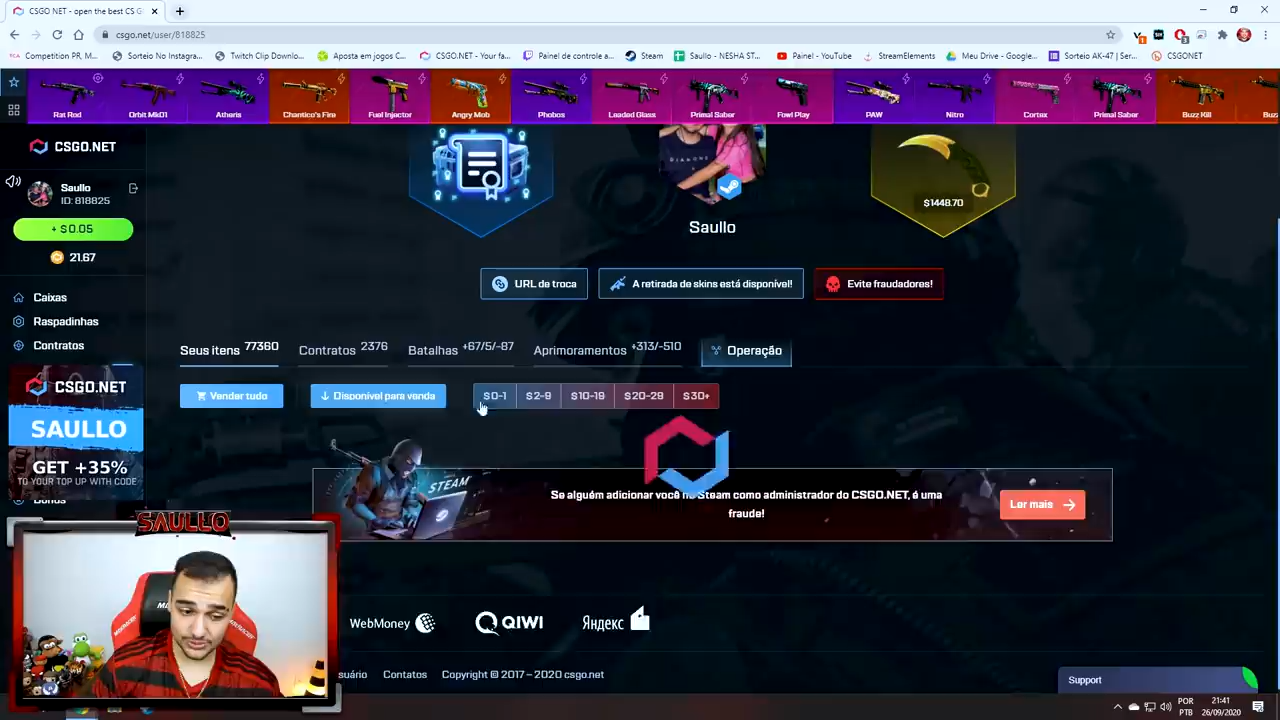 CSGO NET - open the best CS G
csgo.net/user/818825
Competition PR, M...
Sorteio No Instagra...
Twitch Clip Downlo...
Aposta em jogos C...
CSGO.NET - Your fa...
Painel de controle a...
Steam
Saullo - NESHA ST...
Painel - YouTube
StreamElements
Meu Drive - Google...
Sorteio AK-47 | Ser...
CSGONET
Rat Rod
Orbit Mk01
Atheris
Chantico's Fire
Fuel Injector
Angry Mob
Phobos
Leaded Glass
Primal Saber
Fowl Play
PAW
Nitro
Cortex
Primal Saber
Buzz Kill
Buzz
CSGO.NET
Saullo
ID: 818825
+ $0.05
21.67
Caixas
Raspadinhas
Contratos
CSGO.NET
SAULLO
GET +35%
TO YOUR TOP UP WITH CODE
Bônus
DIAMONE
$1448.70
Saullo
URL de troca
A retirada de skins está disponível!
Evite fraudadores!
Seus itens 77360
Contratos 2376
Batalhas +67/5/-87
Aprimoramentos +313/-510
Operação
Vender tudo
Disponível para venda
$0-1
$2-9
$10-19
$20-29
$30+
STEAM
Se alguém adicionar você no Steam como administrador do CSGO.NET, é uma
fraude!
Ler mais
SAULLO
WebMoney
QIWI
Яндекс
suário
Contatos
Copyright © 2017 – 2020 csgo.net
Support
POR
PTB
21:41
26/09/2020